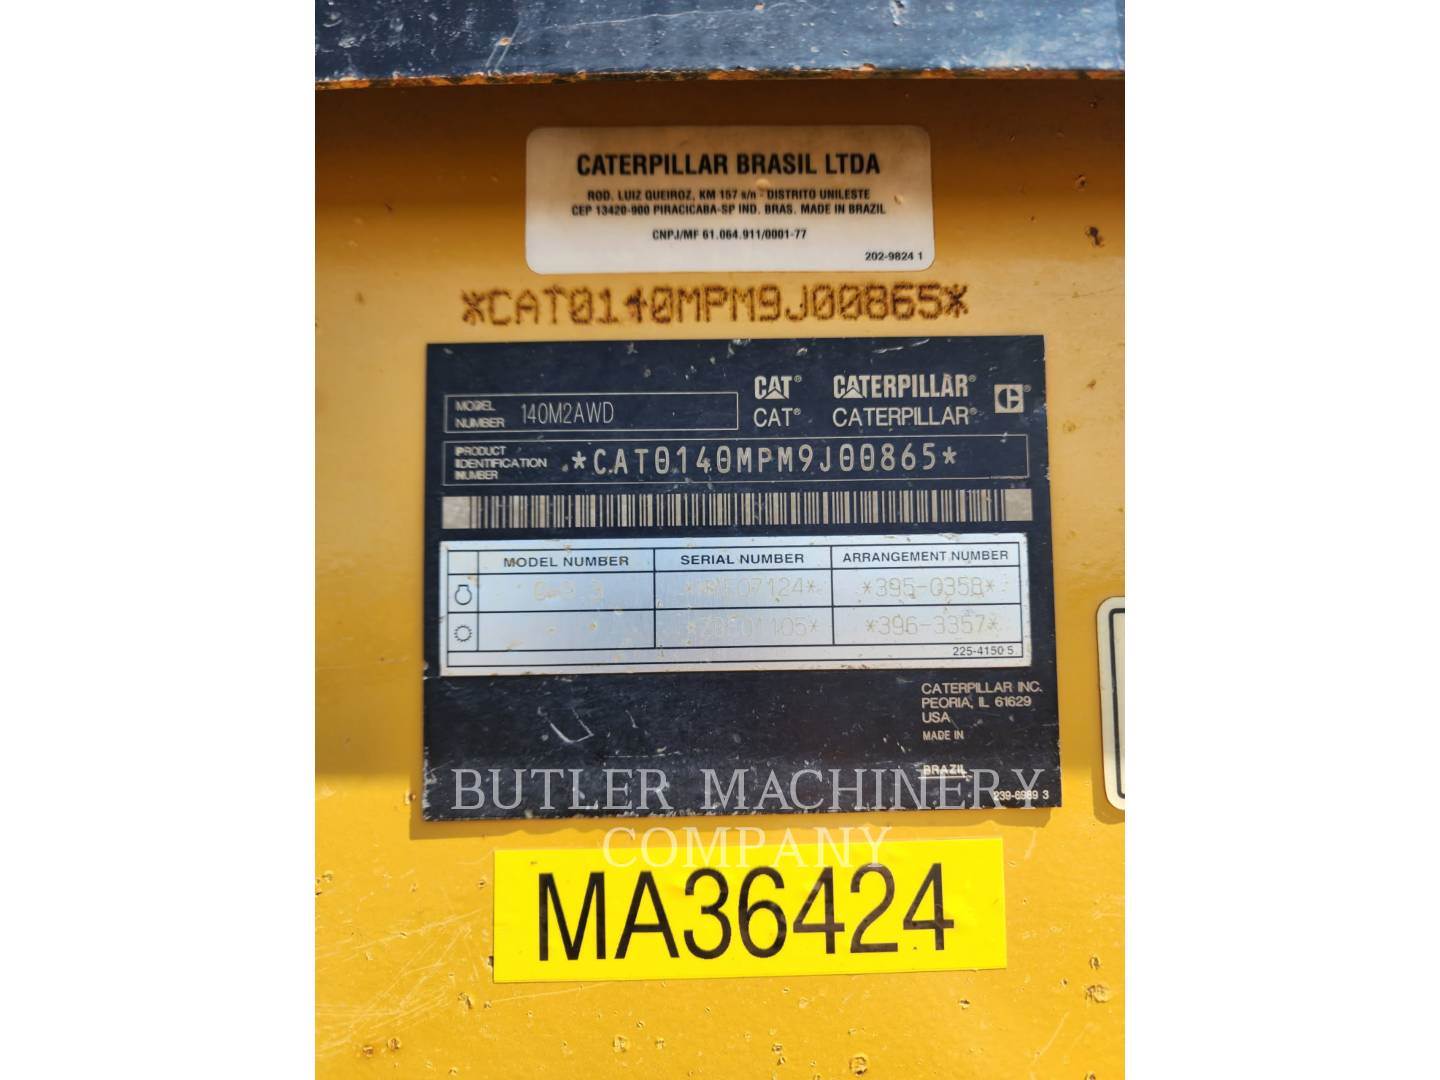 CATERPILLAR BRASIL LTDA
ROD. LUIZ QUEIROZ, KM 157 s/n - DISTRITO UNILESTE
CEP 13420-900 PIRACICABA-SP IND. BRAS. MADE IN BRAZIL
CNPJ/MF 61.064.911/0001-77
202-9824 1
*CAT0140MPM9J00865*
CAT® CATERPILLAR®
MODEL NUMBER 140M2AWD
CAT® CATERPILLAR®
PRODUCT IDENTIFICATION NUMBER *CAT0140MPM9J00865*
MODEL NUMBER SERIAL NUMBER ARRANGEMENT NUMBER
*395-0358*
*396-3357*
225-4150 5
CATERPILLAR INC.
PEORIA, IL 61629
USA
MADE IN
BRAZIL
239-6989 3
BUTLER MACHINERY
COMPANY
MA36424